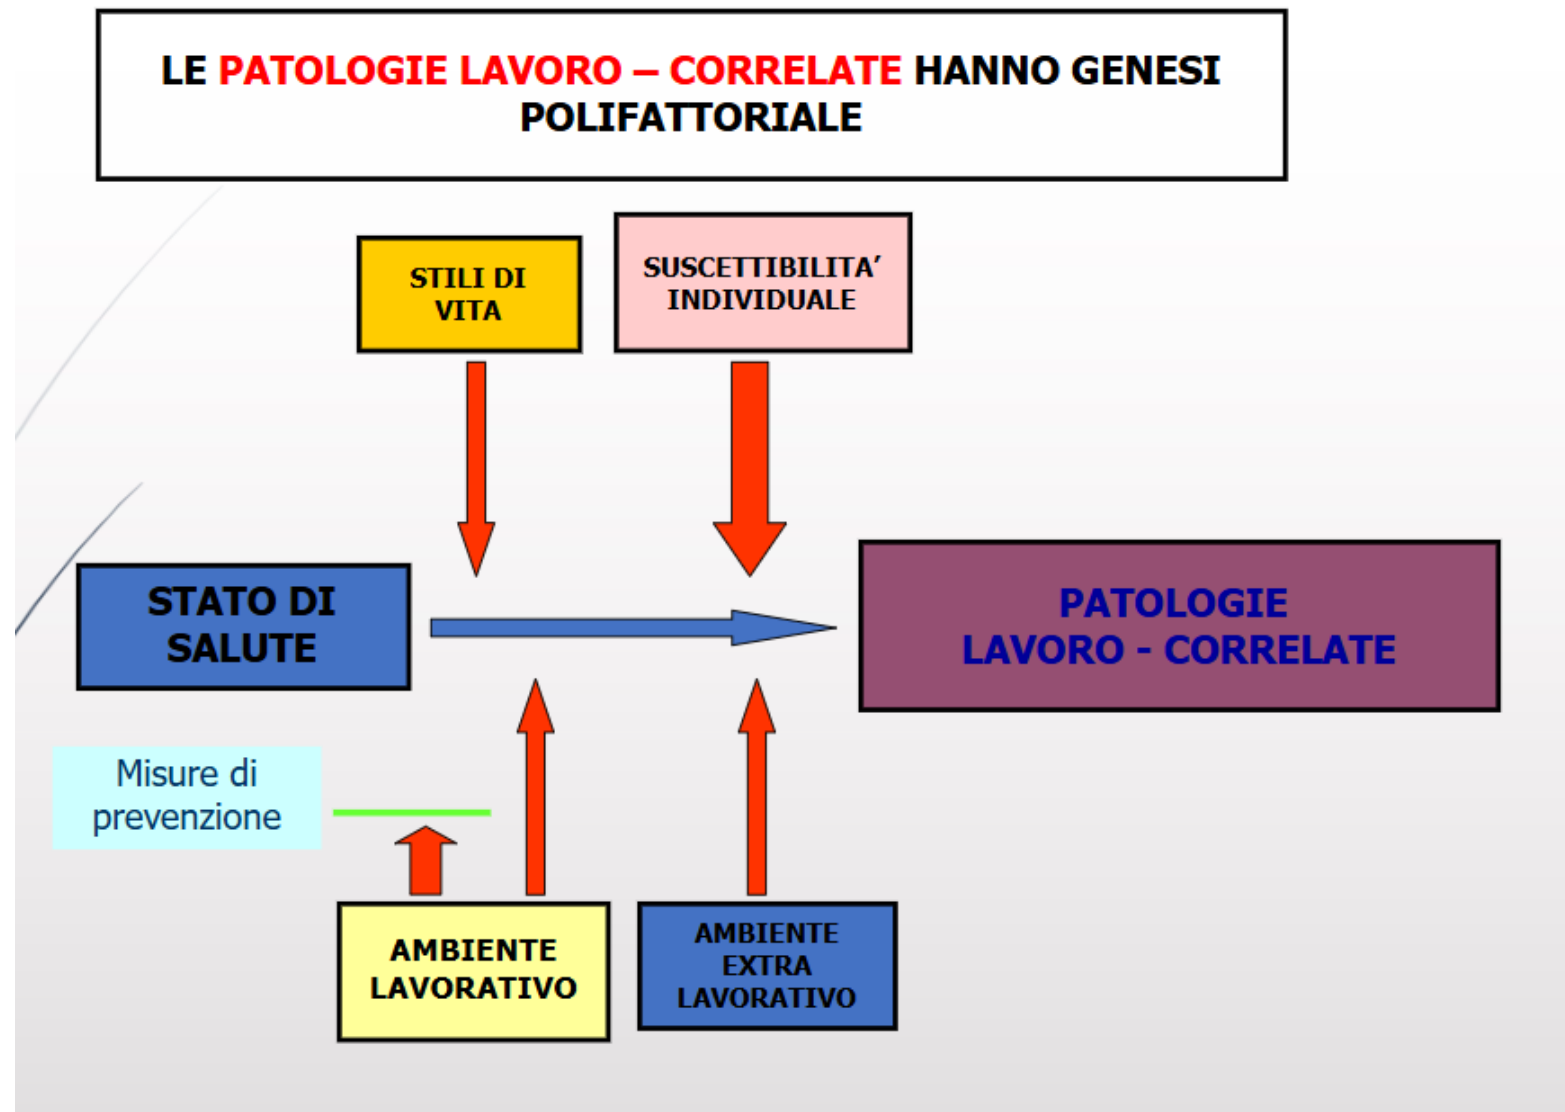 LE PATOLOGIE LAVORO – CORRELATE HANNO GENESI
POLIFATTORIALE
STILI DI
VITA
SUSCETTIBILITA’
INDIVIDUALE
STATO DI
SALUTE
PATOLOGIE
LAVORO - CORRELATE
Misure di
prevenzione
AMBIENTE
LAVORATIVO
AMBIENTE
EXTRA
LAVORATIVO